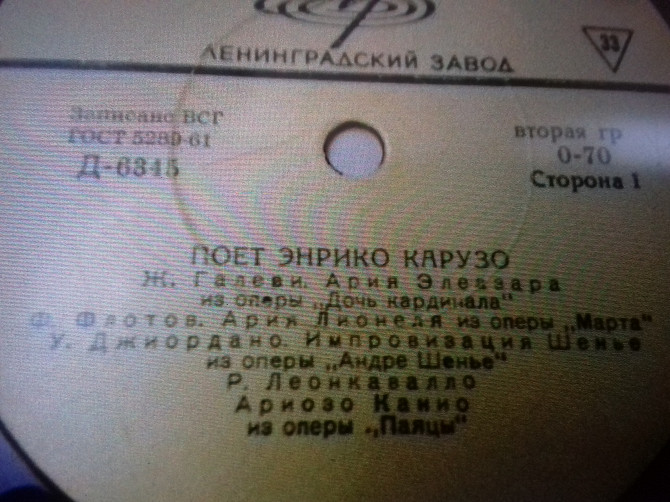 ЛЕНИНГРАДСКИЙ ЗАВОД
33
Записано ВСГ
ГОСТ 5289-61
Д-6345
вторая гр
0-70
Сторона 1
ПОЕТ ЭНРИКО КАРУЗО
Ж. Галеви. Ария Элеазара
из оперы „Дочь кардинала"
Ф. Флотов. Ария Лионеля из оперы „Марта"
У. Джиордано. Импровизация Шенье
из оперы „Андре Шенье"
Р. Леонкавалло
Ариозо Канио
из оперы „Паяцы"